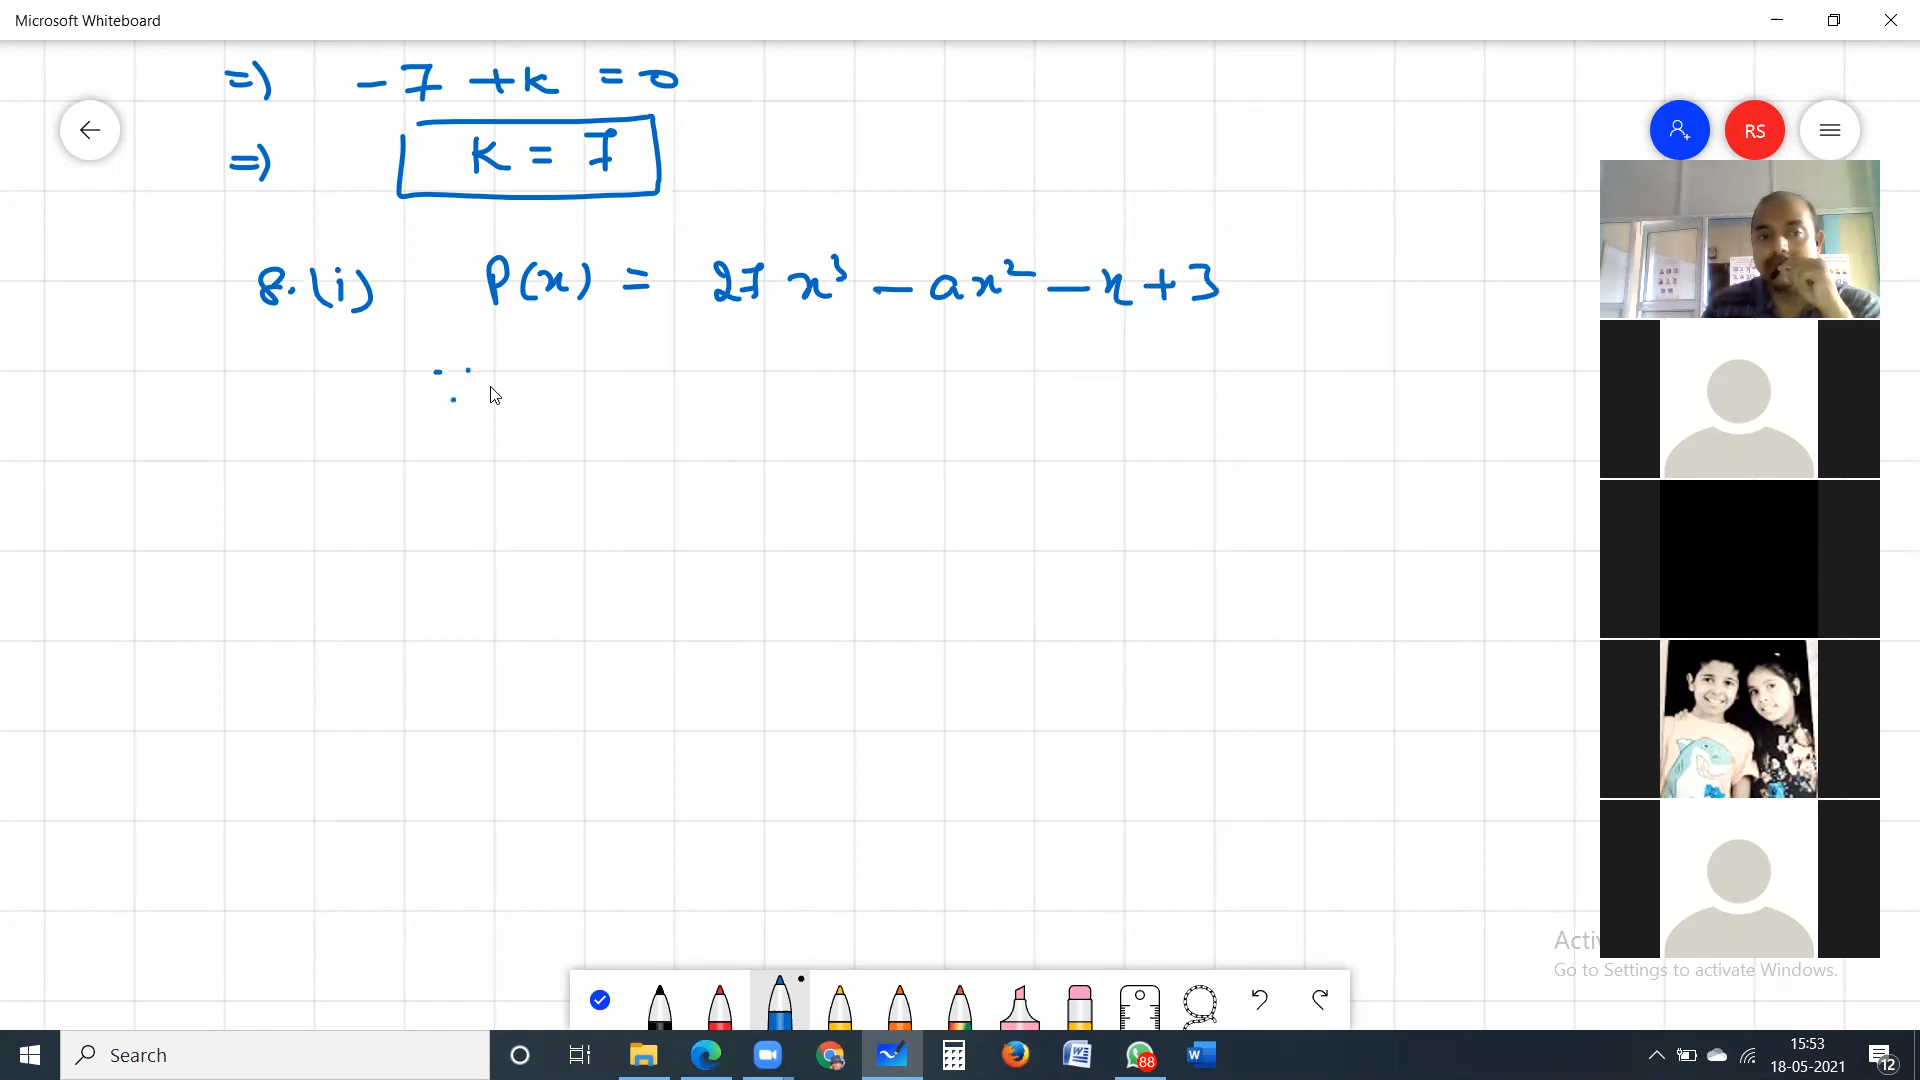 Microsoft Whiteboard
=> -7 + k = 0
=> k = 7
RS
8. (i) P(x) = 27x³ - ax² - x + 3
∵
Go to Settings to activate Windows.
Search
88
15:53
18-05-2021
12